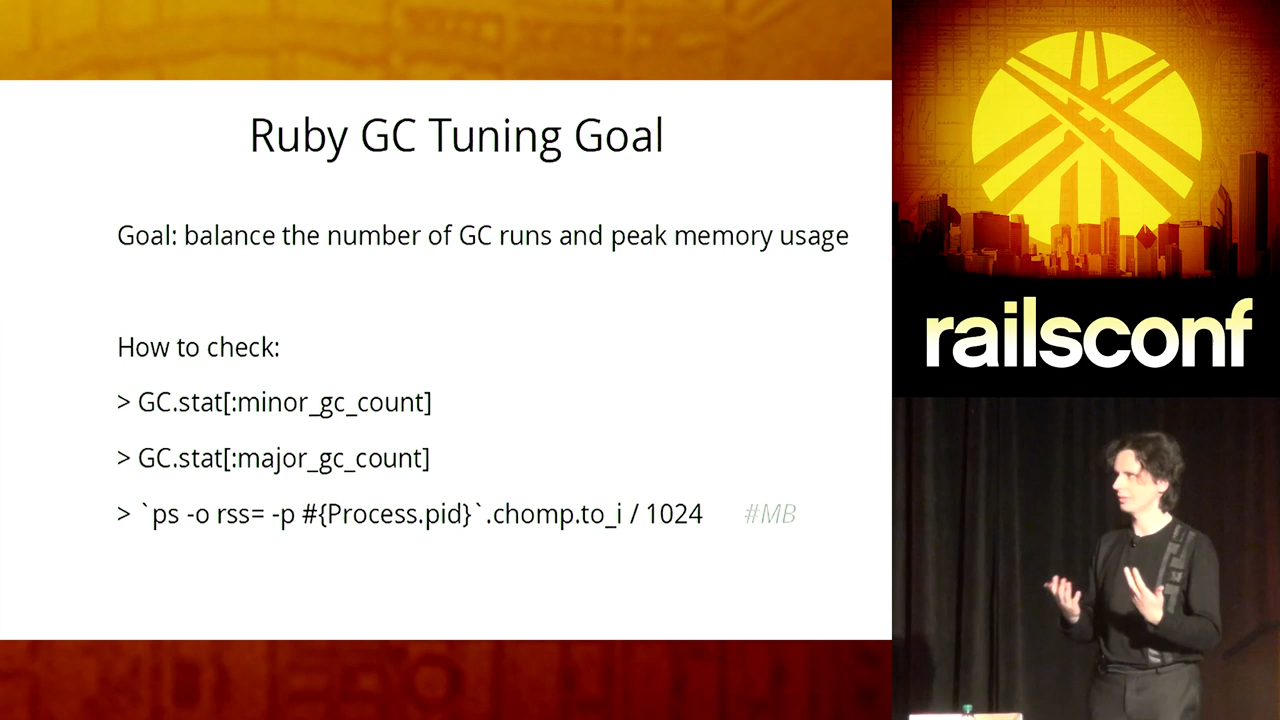 Ruby GC Tuning Goal
Goal: balance the number of GC runs and peak memory usage
How to check:
> GC.stat[:minor_gc_count]
> GC.stat[:major_gc_count]
> `ps -o rss= -p #{Process.pid}`.chomp.to_i / 1024 #MB
railsconf